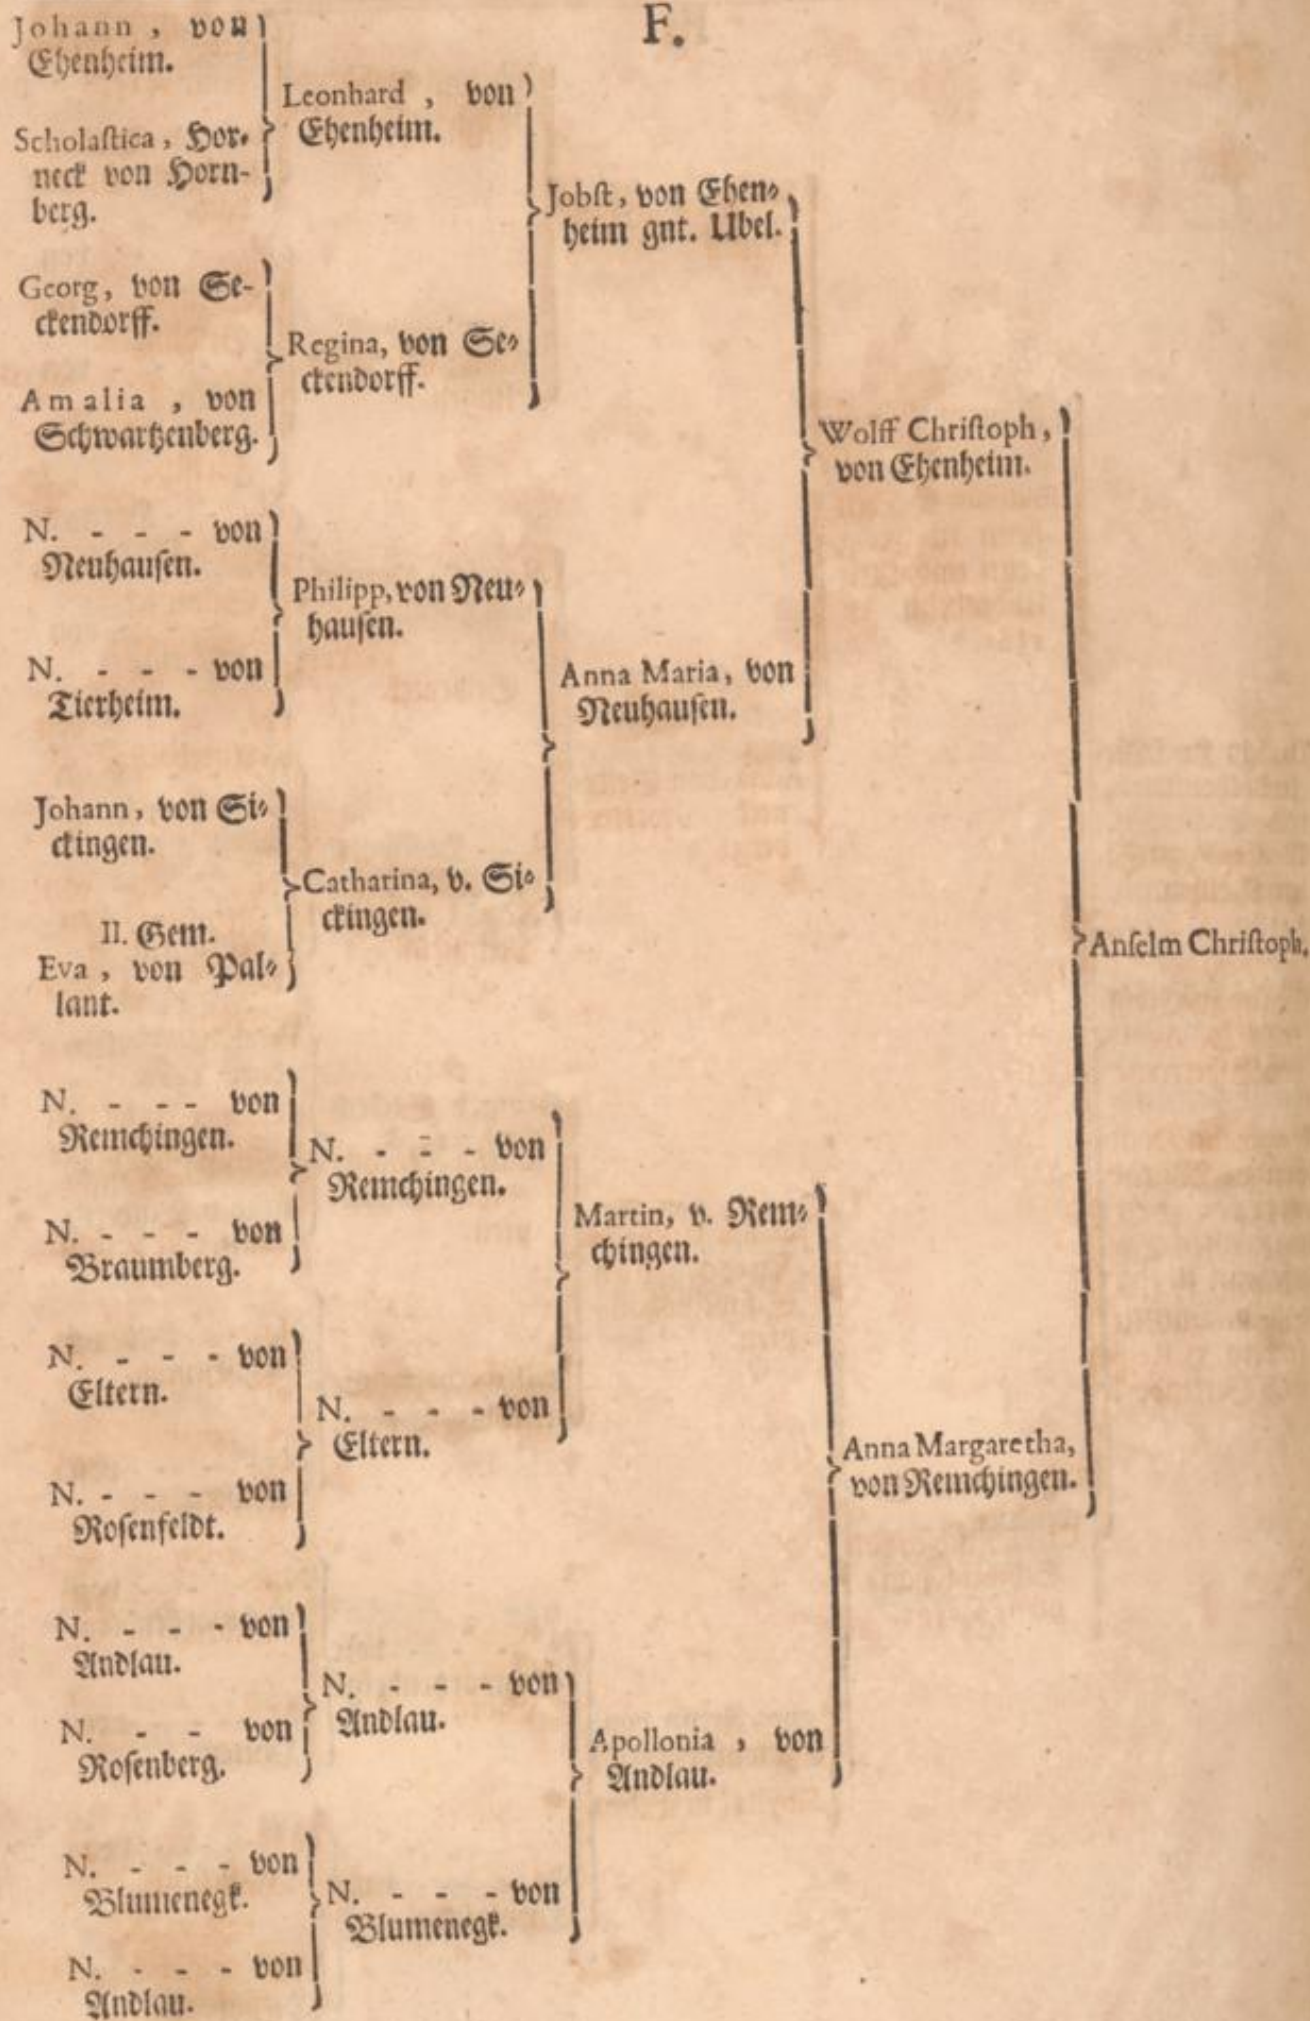 F.
Johann, von
Ehenheim.
Scholaſtica, Hor-
neck von Horn-
berg.
Georg, von Se-
ckendorff.
Amalia, von
Schwartzenberg.
N. - - - von
Neuhauſen.
N. - - - von
Tierheim.
Johann, von Si-
ckingen.
II. Gem.
Eva, von Pal-
lant.
N. - - - von
Remchingen.
N. - - - von
Braumberg.
N. - - - von
Eltern.
N. - - - von
Roſenfeldt.
N. - - - von
Andlau.
N. - - von
Roſenberg.
N. - - - von
Blumenegk.
N. - - - von
Andlau.
Leonhard, von
Ehenheim.
Regina, von Se-
ckendorff.
Philipp, von Neu-
hauſen.
Catharina, v. Si-
ckingen.
N. - - - von
Remchingen.
N. - - - von
Eltern.
N. - - - von
Andlau.
N. - - - von
Blumenegk.
Jobſt, von Ehen-
heim gnt. Ubel.
Anna Maria, von
Neuhauſen.
Martin, v. Rem-
chingen.
Apollonia, von
Andlau.
Wolff Chriſtoph,
von Ehenheim.
Anna Margaretha,
von Remchingen.
Anſelm Chriſtoph.